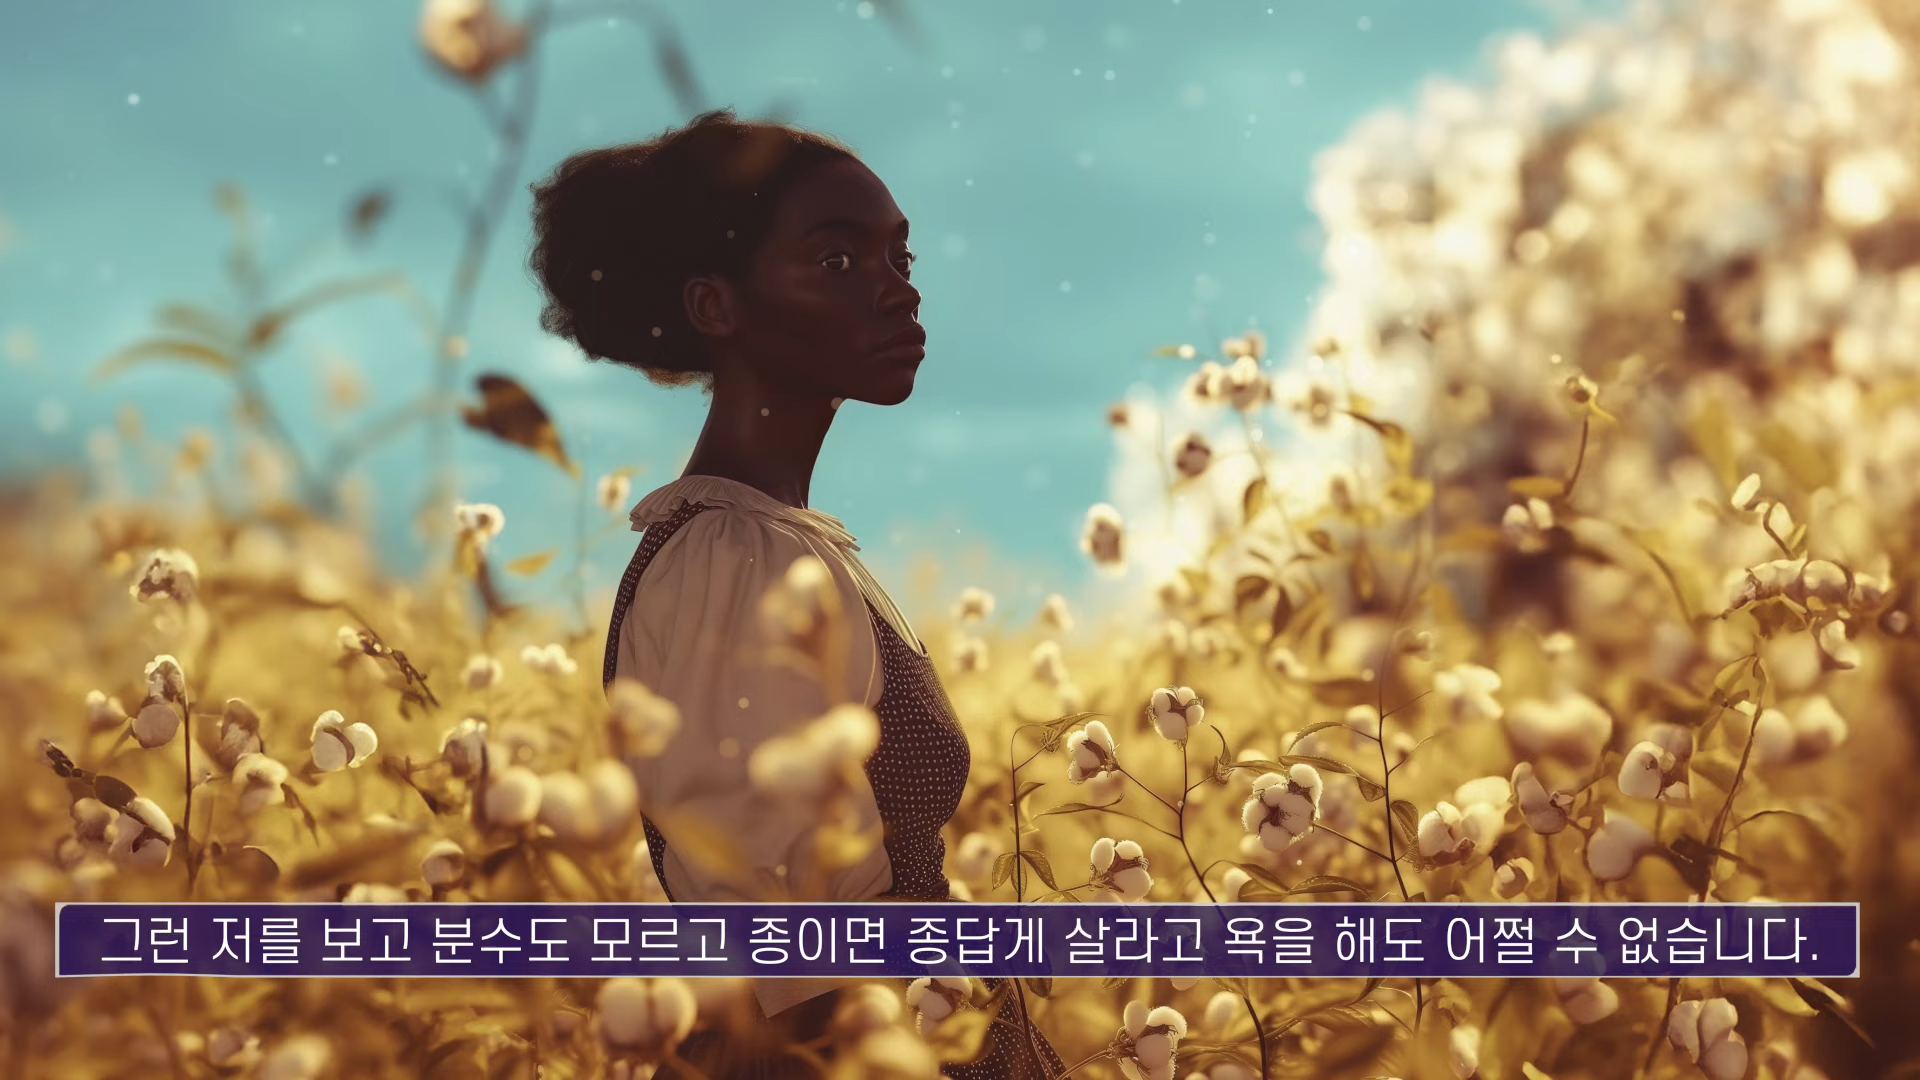 그런 저를 보고 분수도 모르고 종이면 종답게 살라고 욕을 해도 어쩔 수 없습니다.